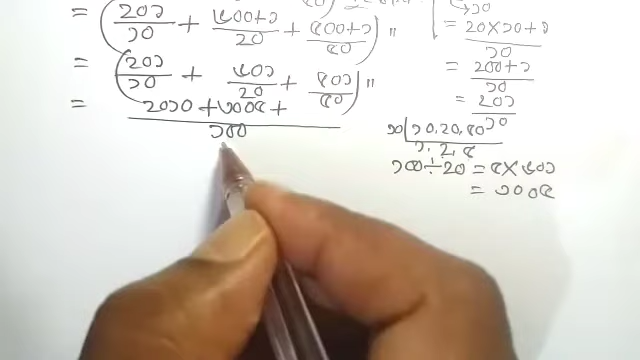 = (২০১/১০ + ৬০০+১/২০ + ৫০০+১/৫০)"
= (২০১/১০ + ৬০১/২০ + ৫০১/৫০)"
= ২০১০ + ৩০০৫ +
১০০
১০
= ২০×১০+১
১০
= ২০০+১
১০
= ২০১
১০
১০ ১০, ২০, ৫০
১, ২, ৫
১০০ ÷ ২০ = ৫×৬০১
= ৩০০৫